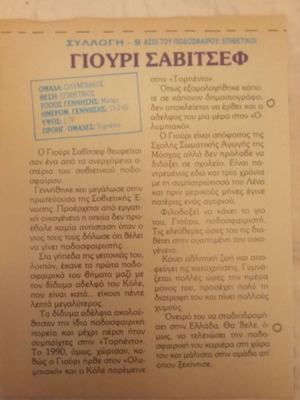 ΣΥΛΛΟΓΗ - 9 ΑΣΟΙ ΤΟΥ ΠΟΔΟΣΦΑΙΡΟΥ: ΕΠΙΘΕΤΙΚΟΙ
ΓΙΟΥΡΙ ΣΑΒΙΤΣΕΦ
ΟΜΑΔΑ: ΟΛΥΜΠΙΑΚΟΣ
ΘΕΣΗ: ΕΠΙΘΕΤΙΚΟΣ
ΤΟΠΟΣ ΓΕΝΝΗΣΗΣ: Μόσχα
ΗΜΕΡΟΜ. ΓΕΝΝΗΣΗΣ:
ΥΨΟΣ: 1.79
ΠΡΟΗΓ. ΟΜΑΔΕΣ: Τορπέντο
Ο Γιούρι Σαβίτσεφ θεωρείται
σαν ένα από τα ανερχόμενα α-
στέρια του σοβιετικού ποδο-
σφαίρου.
Γεννήθηκε και μεγάλωσε στην
πρωτεύουσα της Σοβιετικής Έ-
νωσης. Προέρχεται από εργατι-
κή οικογένεια η οποία δεν προ-
έβαλε καμία αντίσταση όταν ο
γιος τους τους δήλωσε ότι θέλει
να γίνει ποδοσφαιριστής.
Στα γήπεδα της γειτονιάς του,
λοιπόν, έκανε τα πρώτα ποδο-
σφαιρικά του βήματα μαζί με
τον δίδυμο αδελφό του Κόλε,
που είναι κατά... είκοσι πέντε
λεπτά μεγαλύτερος.
Τα δίδυμα αδέλφια ακολού-
θησαν την ίδια ποδοσφαιρική
πορεία και μέχρι πέρσι ήταν
συμπαίχτες στην «Τορπέντο».
Το 1990, όμως, χώρισαν, κα-
θώς ο Γιούρι ήρθε στον «Ολυ-
μπιακό» και ο Κόλε παρέμεινε
στην «Τορπέντο».
Όπως εξομολογήθηκε κάπο-
τε σε κάποιον δημοσιογράφο,
δεν αποκλείεται να έρθει και ο
αδελφός του μια μέρα στον «Ο-
λυμπιακό».
Ο Γιούρι είναι απόφοιτος της
Σχολής Σωματικής Αγωγής της
Μόσχας αλλά δεν πρόλαβε να
διδάξει σε σχολείο. Είναι πα-
ντρεμένος εδώ και τρία χρόνια
με τη συμπατριώτισσά του Λένα
και πριν μερικούς μήνες έγινε
πατέρας ενός αγοριού.
Φιλοδοξεί να κάνει το γιο
του, Γιούρα, ποδοσφαιριστή.
Τις ελεύθερες ώρες του τις δια-
θέτει στην αγαπημένη του οικο-
γένεια.
Κάνει αθλητική ζωή και απο-
φεύγει τις καταχρήσεις. Γυμνά-
ζεται πολλές ώρες την ημέρα
μόνος του, προσέχει πολύ τη
διατροφή του και πίνει πολλούς
χυμούς.
Όνειρό του να σταδιοδρομή-
σει στην Ελλάδα. Θα 'θελε, ό-
μως, να τελειώσει την ποδο-
σφαιρική του καριέρα στη χώρα
του και μάλιστα στην ομάδα απ'
όπου ξεκίνησε.